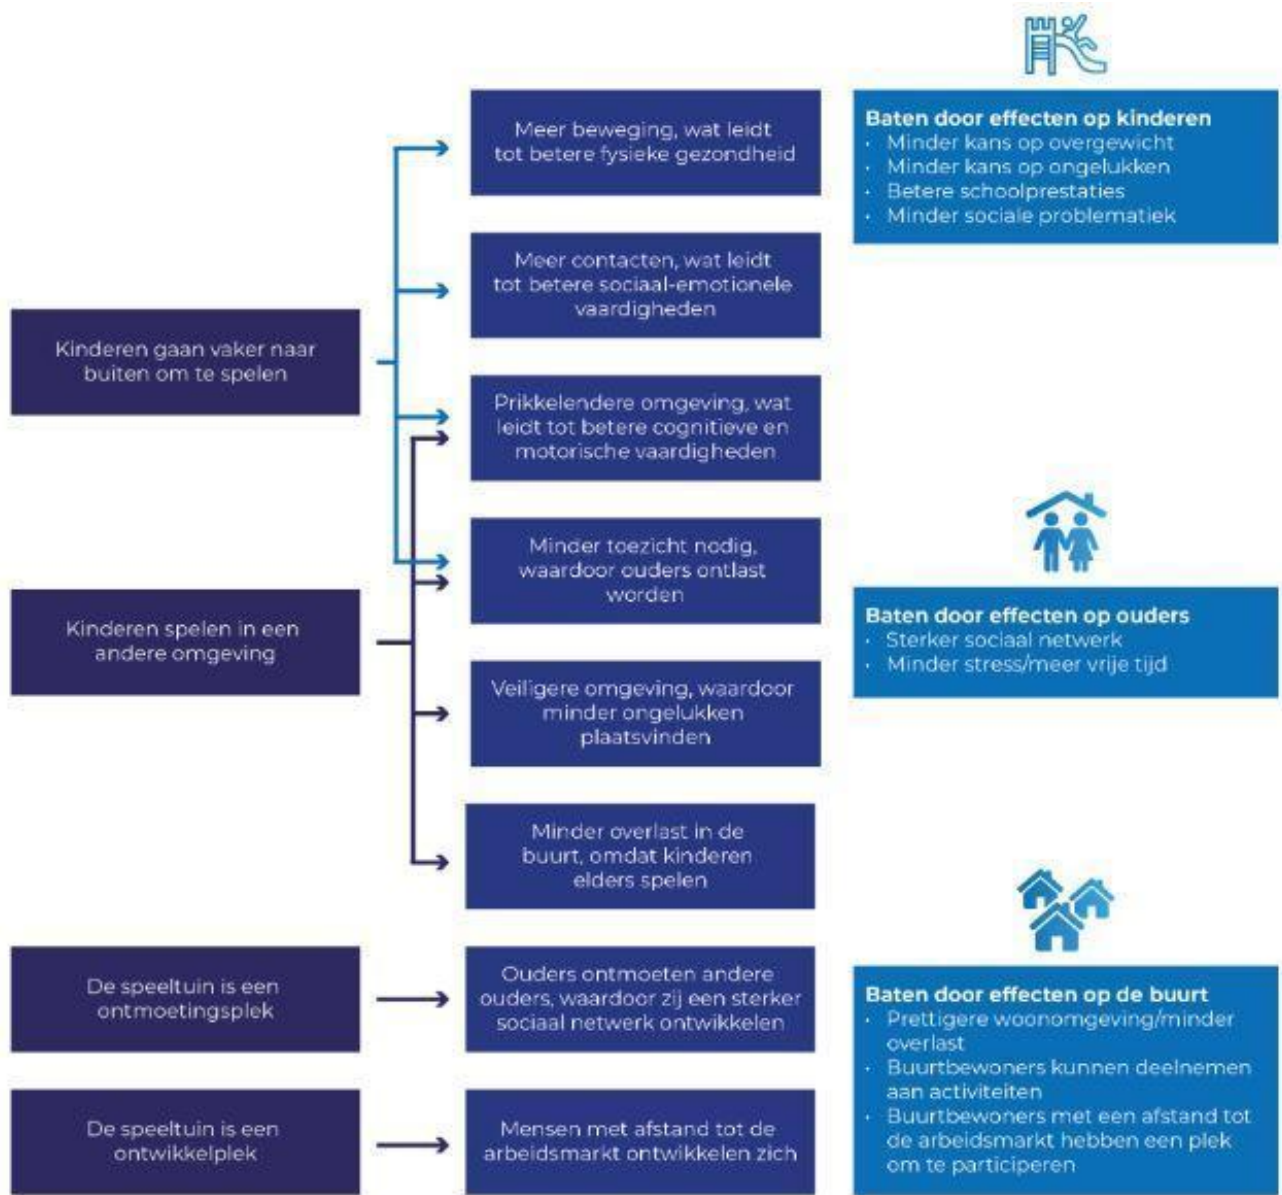 Kinderen gaan vaker naar
buiten om te spelen
Kinderen spelen in een
andere omgeving
De speeltuin is een
ontmoetingsplek
De speeltuin is een
ontwikkelplek
Meer beweging, wat leidt
tot betere fysieke gezondheid
Meer contacten, wat leidt
tot betere sociaal-emotionele
vaardigheden
Prikkelendere omgeving, wat
leidt tot betere cognitieve en
motorische vaardigheden
Minder toezicht nodig,
waardoor ouders ontlast
worden
Veiligere omgeving, waardoor
minder ongelukken
plaatsvinden
Minder overlast in de
buurt, omdat kinderen
elders spelen
Ouders ontmoeten andere
ouders, waardoor zij een sterker
sociaal netwerk ontwikkelen
Mensen met afstand tot de
arbeidsmarkt ontwikkelen zich
Baten door effecten op kinderen
• Minder kans op overgewicht
• Minder kans op ongelukken
• Betere schoolprestaties
• Minder sociale problematiek
Baten door effecten op ouders
• Sterker sociaal netwerk
• Minder stress/meer vrije tijd
Baten door effecten op de buurt
• Prettigere woonomgeving/minder
overlast
• Buurtbewoners kunnen deelnemen
aan activiteiten
• Buurtbewoners met een afstand tot
de arbeidsmarkt hebben een plek
om te participeren